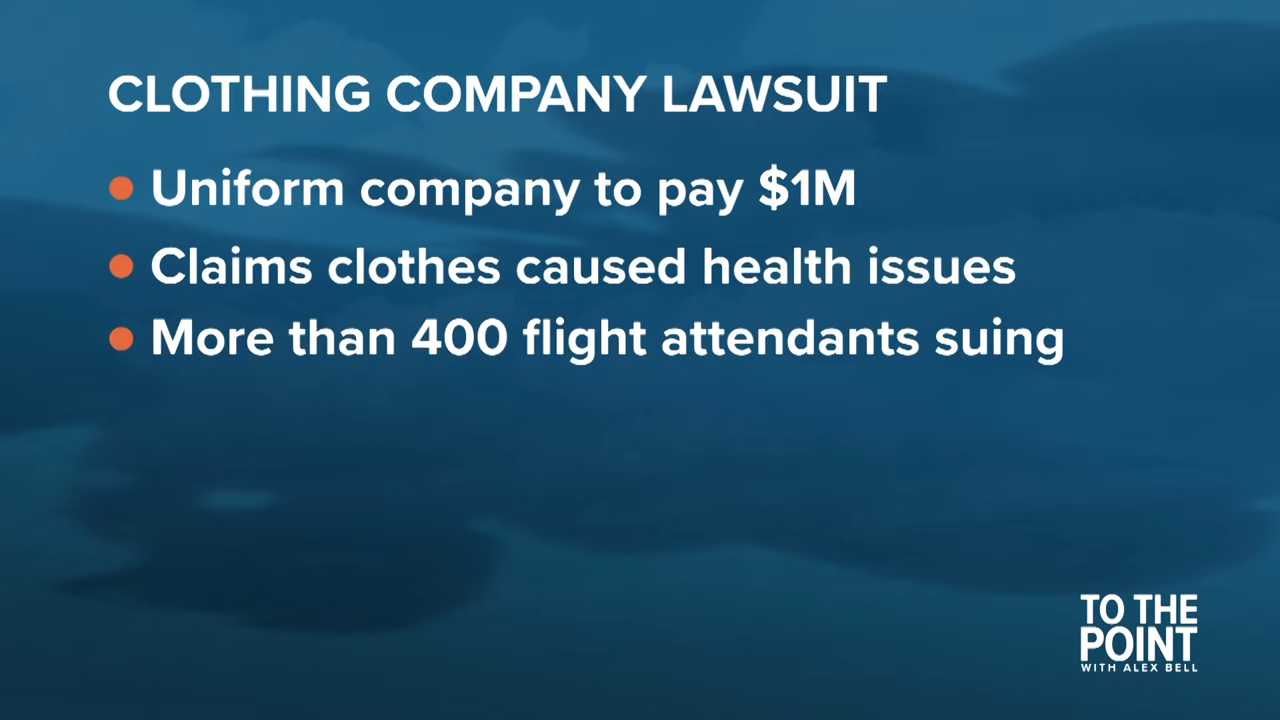 CLOTHING COMPANY LAWSUIT
Uniform company to pay $1M
Claims clothes caused health issues
More than 400 flight attendants suing
TO THE
POINT
WITH ALEX BELL